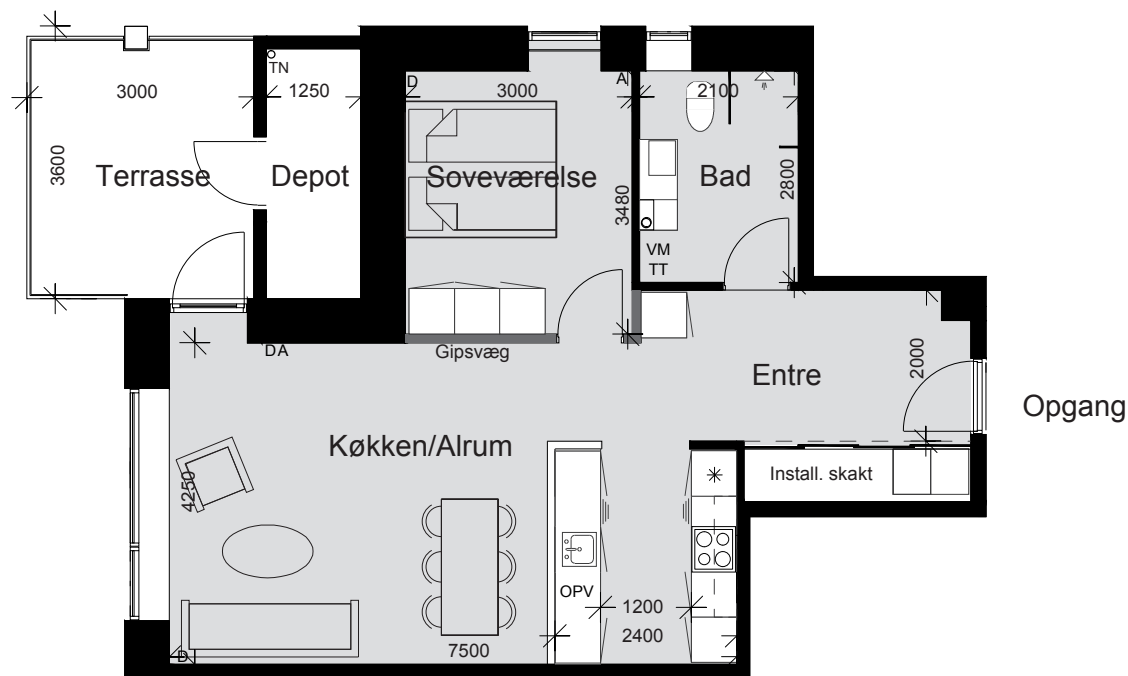 TN
3000
1250
D
3000
A
2100
3600
Terrasse
Depot
Soveværelse
3480
Bad
2800
VM
TT
DA
Gipsvæg
Entre
2000
Opgang
Køkken/Alrum
4250
Install. skakt
OPV
1200
2400
7500
D